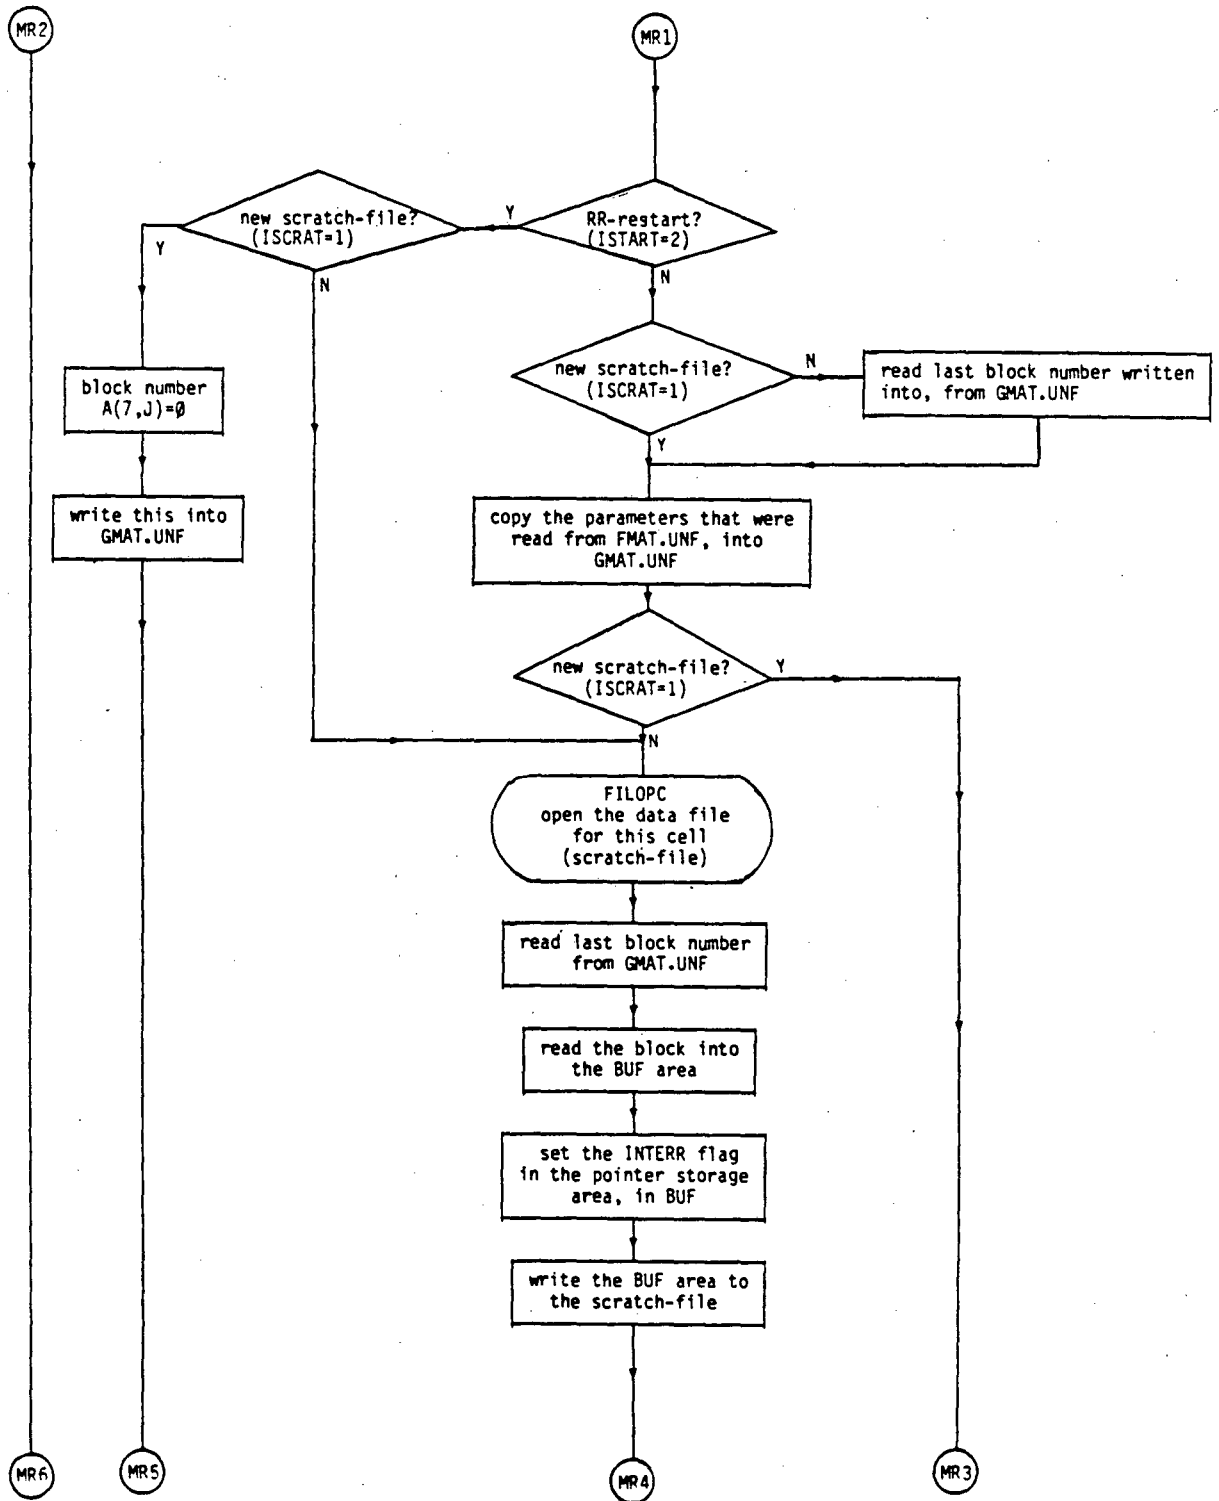 MR2
MR1
new scratch-file?
(ISCRAT=1)
Y
RR-restart?
(ISTART=2)
Y
N
N
new scratch-file?
(ISCRAT=1)
N
read last block number written
into, from GMAT.UNF
block number
A(7,J)=0
Y
write this into
GMAT.UNF
copy the parameters that were
read from FMAT.UNF, into
GMAT.UNF
new scratch-file?
(ISCRAT=1)
Y
N
FILOPC
open the data file
for this cell
(scratch-file)
read last block number
from GMAT.UNF
read the block into
the BUF area
set the INTERR flag
in the pointer storage
area, in BUF
write the BUF area to
the scratch-file
MR6
MR5
MR4
MR3